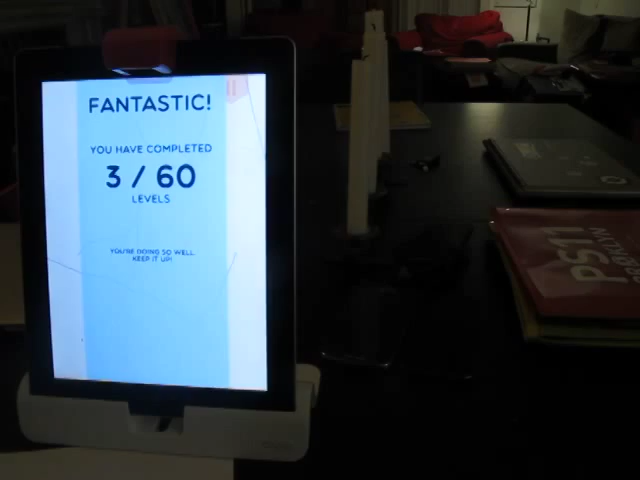 FANTASTIC!
YOU HAVE COMPLETED
3 / 60
LEVELS
YOU'RE DOING SO WELL.
KEEP IT UP!
PS11